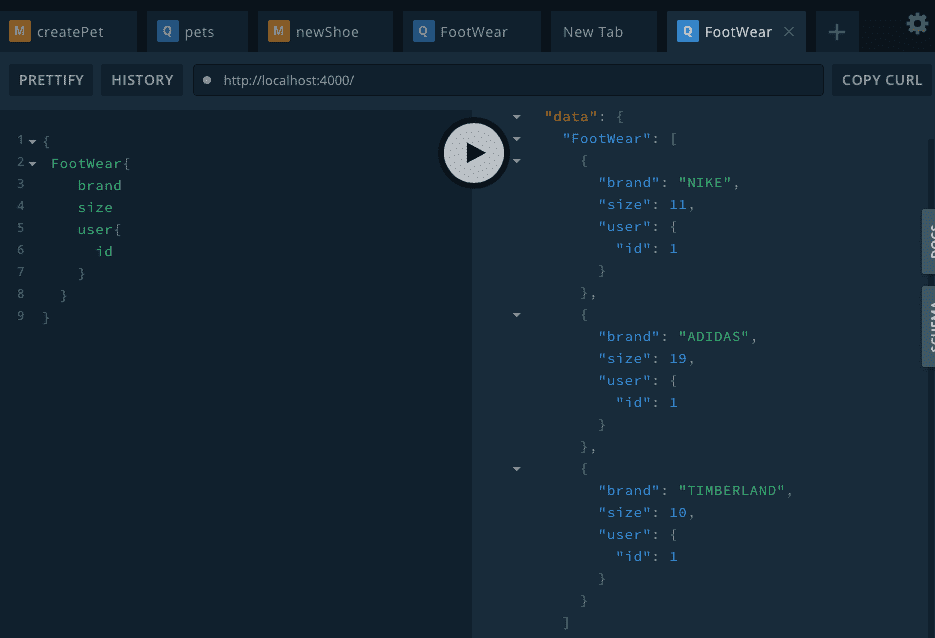 M createPet
Q pets
M newShoe
Q FootWear
New Tab
Q FootWear ×
+
PRETTIFY
HISTORY
http://localhost:4000/
COPY CURL
1 {
2 FootWear{
3 brand
4 size
5 user{
6 id
7 }
8 }
9 }
"data": {
"FootWear": [
{
"brand": "NIKE",
"size": 11,
"user": {
"id": 1
}
},
{
"brand": "ADIDAS",
"size": 19,
"user": {
"id": 1
}
},
{
"brand": "TIMBERLAND",
"size": 10,
"user": {
"id": 1
}
}
]
DOCS
SCHEMA